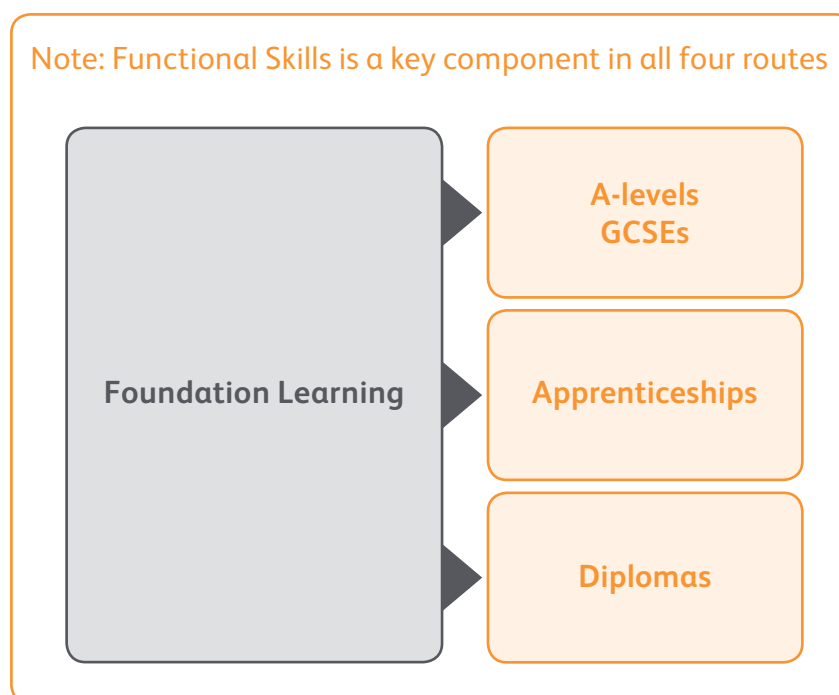 Note: Functional Skills is a key component in all four routes
A-levels
GCSEs
Foundation Learning
Apprenticeships
Diplomas